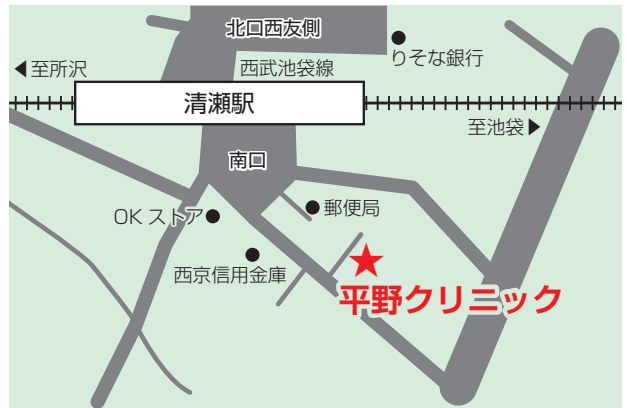 北口西友側
りそな銀行
◀至所沢
西武池袋線
清瀬駅
至池袋▶
南口
郵便局
OKストア
西京信用金庫
平野クリニック